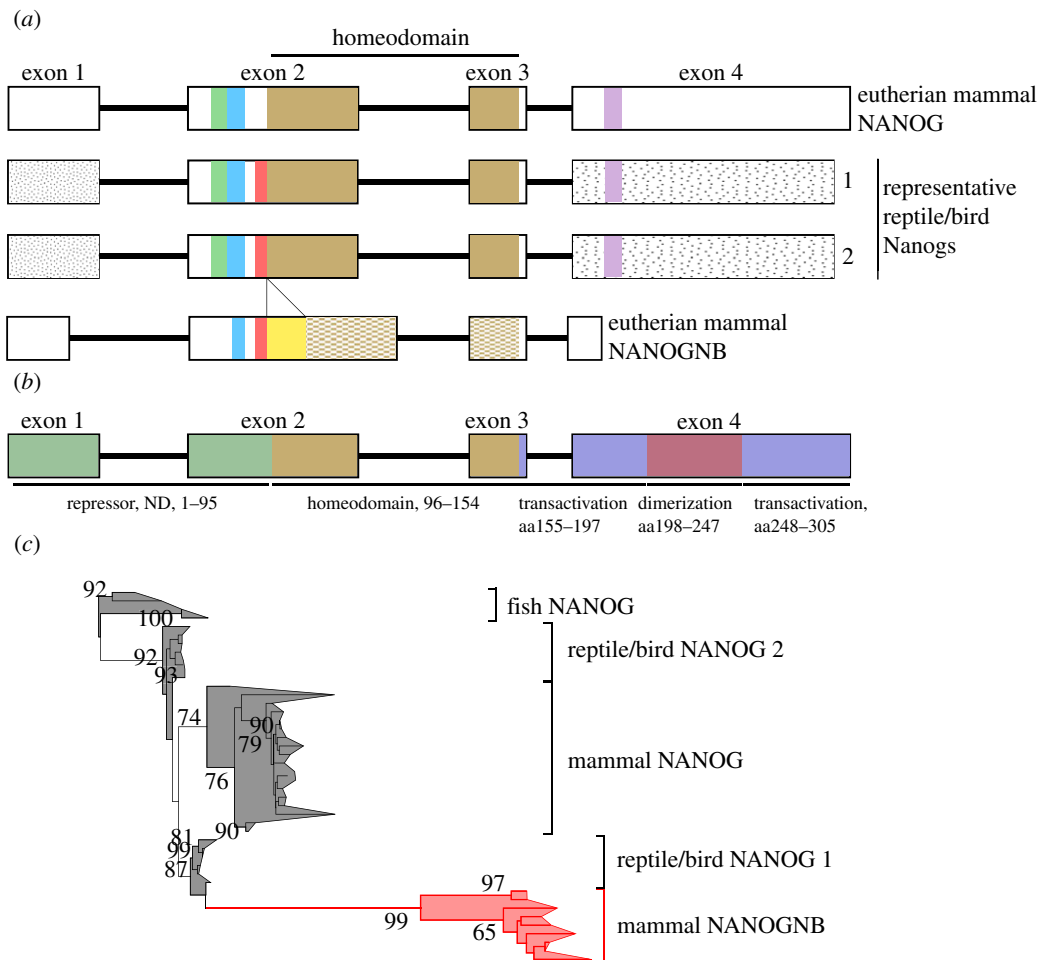 (a)
homeodomain
exon 1 exon 2 exon 3 exon 4
eutherian mammal
NANOG
1
representative
reptile/bird
Nanogs
2
eutherian mammal
NANOGNB
(b)
exon 1 exon 2 exon 3 exon 4
repressor, ND, 1–95 homeodomain, 96–154 transactivation dimerization transactivation,
aa155–197 aa198–247 aa248–305
(c)
92
fish NANOG
100
reptile/bird NANOG 2
92
93
74
90
79
mammal NANOG
76
90
81
99
reptile/bird NANOG 1
87
97
99
65
mammal NANOGNB